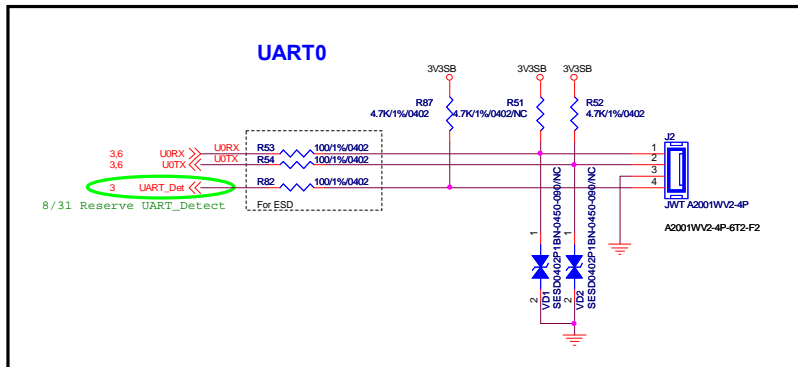 UART0
3V3SB
3V3SB
3V3SB
R87
4.7K/1%/0402
R51
4.7K/1%/0402/NC
R52
4.7K/1%/0402
J2
3,6 U0RX U0RX R53 100/1%/0402 1
3,6 U0TX U0TX R54 100/1%/0402 2
3
3 UART_Det R82 100/1%/0402 4
8/31 Reserve UART_Detect
For ESD
JWT A2001WV2-4P
A2001WV2-4P-6T2-F2
1
2
VD1
SESD0402P1BN-0450-090/NC
1
2
VD2
SESD0402P1BN-0450-090/NC